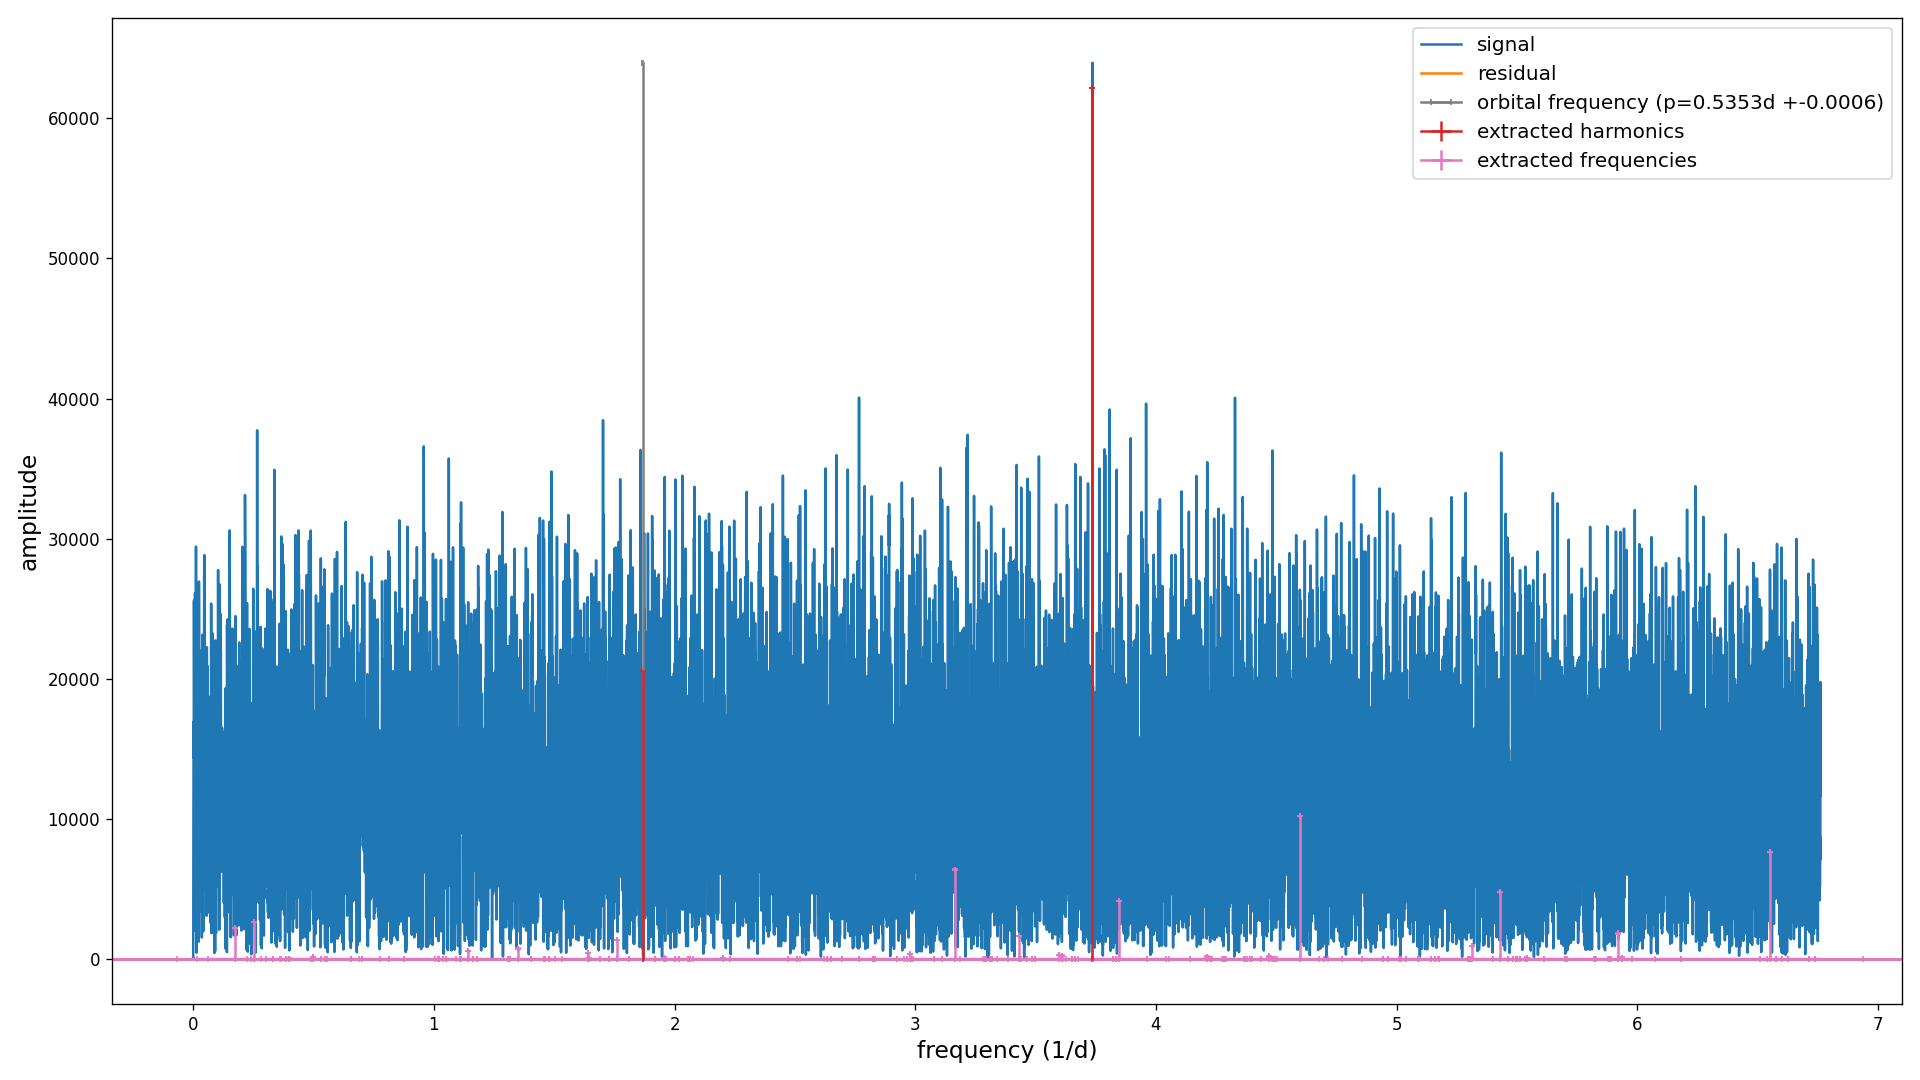 signal
residual
orbital frequency (p=0.5353d +-0.0006)
extracted harmonics
extracted frequencies
amplitude
60000
50000
40000
30000
20000
10000
0
0 1 2 3 4 5 6 7
frequency (1/d)